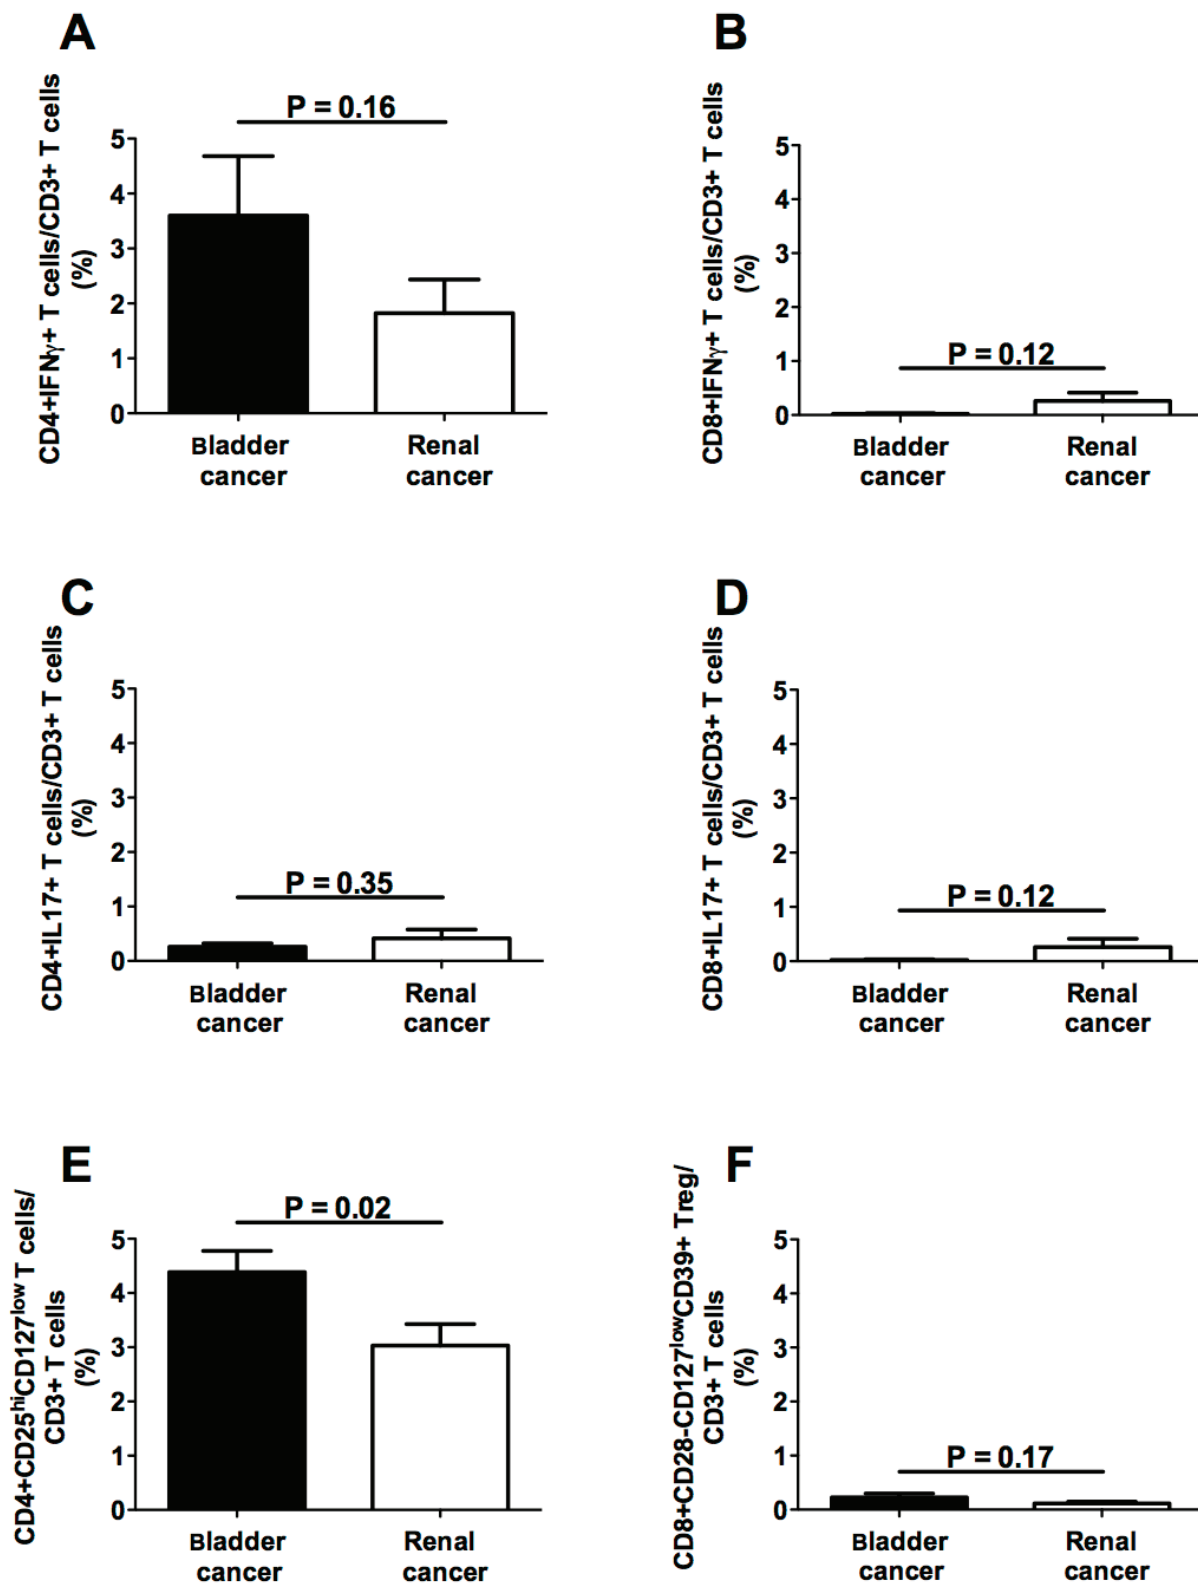 A
CD4+IFNγ+ T cells/CD3+ T cells
(%)
P = 0.16
5
4
3
2
1
0
Bladder
cancer
Renal
cancer
B
CD8+IFNγ+ T cells/CD3+ T cells
(%)
5
4
3
2
1
0
P = 0.12
Bladder
cancer
Renal
cancer
C
CD4+IL17+ T cells/CD3+ T cells
(%)
5
4
3
2
1
0
P = 0.35
Bladder
cancer
Renal
cancer
D
CD8+IL17+ T cells/CD3+ T cells
(%)
5
4
3
2
1
0
P = 0.12
Bladder
cancer
Renal
cancer
E
CD4+CD25hiCD127low T cells/
CD3+ T cells
(%)
P = 0.02
5
4
3
2
1
0
Bladder
cancer
Renal
cancer
F
CD8+CD28-CD127lowCD39+ Treg/
CD3+ T cells
(%)
5
4
3
2
1
0
P = 0.17
Bladder
cancer
Renal
cancer